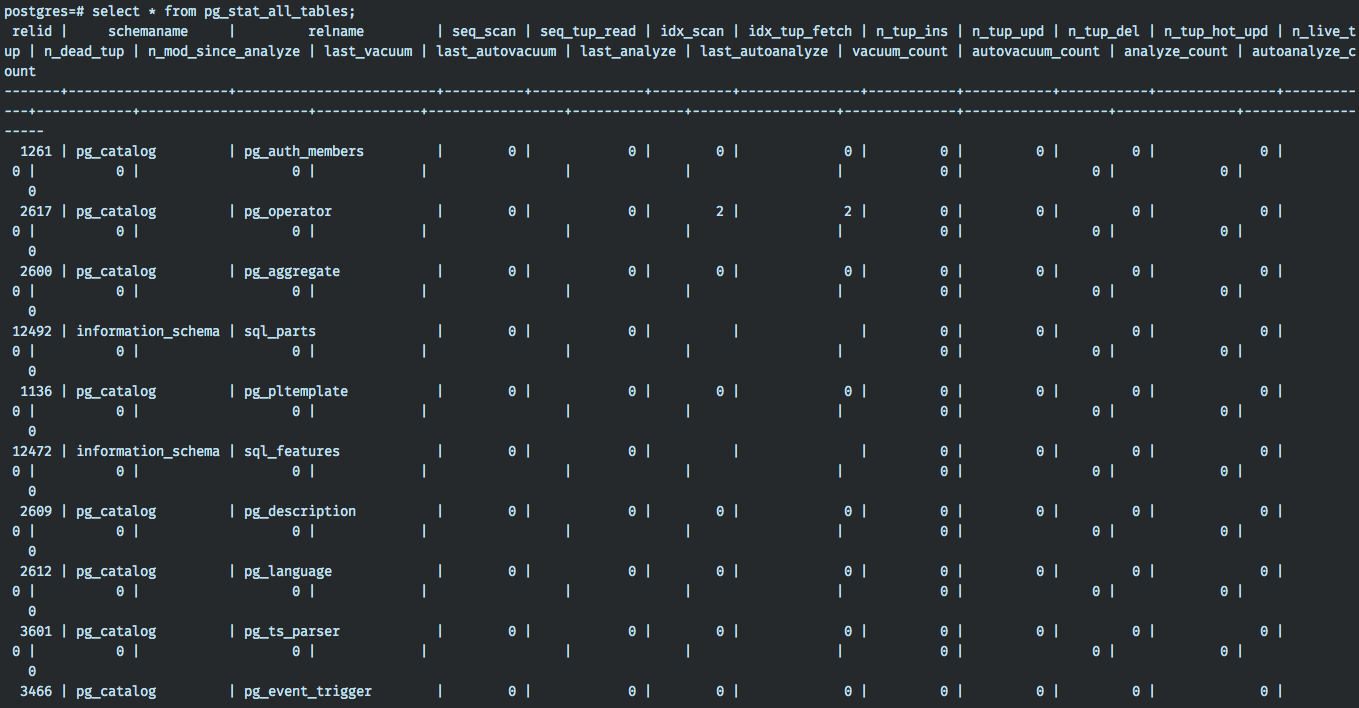 postgres=# select * from pg_stat_all_tables;
 relid |     schemaname     |         relname         | seq_scan | seq_tup_read | idx_scan | idx_tup_fetch | n_tup_ins | n_tup_upd | n_tup_del | n_tup_hot_upd | n_live_t
up | n_dead_tup | n_mod_since_analyze | last_vacuum | last_autovacuum | last_analyze | last_autoanalyze | vacuum_count | autovacuum_count | analyze_count | autoanalyze_c
ount
-------+--------------------+-------------------------+----------+--------------+----------+---------------+-----------+-----------+-----------+---------------+---------
---+------------+---------------------+-------------+-----------------+--------------+------------------+--------------+------------------+---------------+--------------
-----
  1261 | pg_catalog         | pg_auth_members         |        0 |            0 |        0 |             0 |         0 |         0 |         0 |             0 |
 0 |          0 |                   0 |             |                 |              |                  |            0 |                0 |             0 |
   0
  2617 | pg_catalog         | pg_operator             |        0 |            0 |        2 |             2 |         0 |         0 |         0 |             0 |
 0 |          0 |                   0 |             |                 |              |                  |            0 |                0 |             0 |
   0
  2600 | pg_catalog         | pg_aggregate            |        0 |            0 |        0 |             0 |         0 |         0 |         0 |             0 |
 0 |          0 |                   0 |             |                 |              |                  |            0 |                0 |             0 |
   0
 12492 | information_schema | sql_parts               |        0 |            0 |          |               |         0 |         0 |         0 |             0 |
 0 |          0 |                   0 |             |                 |              |                  |            0 |                0 |             0 |
   0
  1136 | pg_catalog         | pg_pltemplate           |        0 |            0 |        0 |             0 |         0 |         0 |         0 |             0 |
 0 |          0 |                   0 |             |                 |              |                  |            0 |                0 |             0 |
   0
 12472 | information_schema | sql_features            |        0 |            0 |          |               |         0 |         0 |         0 |             0 |
 0 |          0 |                   0 |             |                 |              |                  |            0 |                0 |             0 |
   0
  2609 | pg_catalog         | pg_description          |        0 |            0 |        0 |             0 |         0 |         0 |         0 |             0 |
 0 |          0 |                   0 |             |                 |              |                  |            0 |                0 |             0 |
   0
  2612 | pg_catalog         | pg_language             |        0 |            0 |        0 |             0 |         0 |         0 |         0 |             0 |
 0 |          0 |                   0 |             |                 |              |                  |            0 |                0 |             0 |
   0
  3601 | pg_catalog         | pg_ts_parser            |        0 |            0 |        0 |             0 |         0 |         0 |         0 |             0 |
 0 |          0 |                   0 |             |                 |              |                  |            0 |                0 |             0 |
   0
  3466 | pg_catalog         | pg_event_trigger        |        0 |            0 |        0 |             0 |         0 |         0 |         0 |             0 |